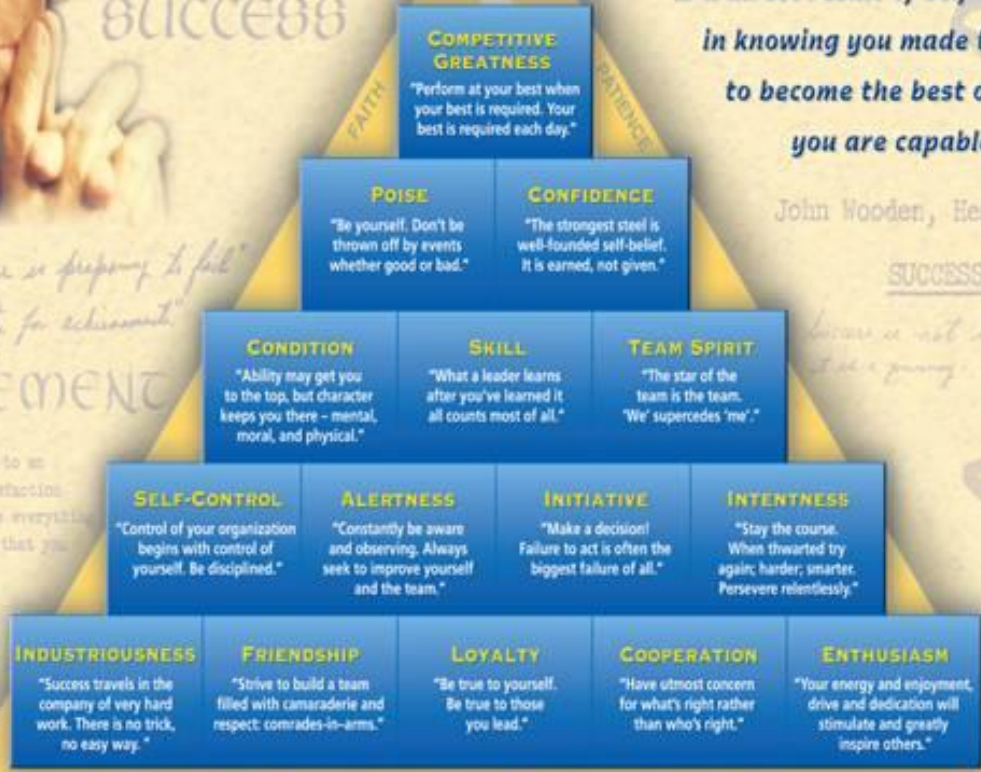 SUCCESS
in knowing you made t
to become the best o
you are capabl
John Wooden, He
SUCCESS
FAITH
PATIENCE
COMPETITIVE
GREATNESS
"Perform at your best when
your best is required. Your
best is required each day."
POISE
"Be yourself. Don't be
thrown off by events
whether good or bad."
CONFIDENCE
"The strongest steel is
well-founded self-belief.
It is earned, not given."
is preparing to fail"
for achievement"
EMENT
CONDITION
"Ability may get you
to the top, but character
keeps you there – mental,
moral, and physical."
SKILL
"What a leader learns
after you've learned it
all counts most of all."
TEAM SPIRIT
"The star of the
team is the team.
'We' supercedes 'me'."
SELF-CONTROL
"Control of your organization
begins with control of
yourself. Be disciplined."
ALERTNESS
"Constantly be aware
and observing. Always
seek to improve yourself
and the team."
INITIATIVE
"Make a decision!
Failure to act is often the
biggest failure of all."
INTENTNESS
"Stay the course.
When thwarted try
again; harder; smarter.
Persevere relentlessly."
INDUSTRIOUSNESS
"Success travels in the
company of very hard
work. There is no trick,
no easy way."
FRIENDSHIP
"Strive to build a team
filled with camaraderie and
respect: comrades-in-arms."
LOYALTY
"Be true to yourself.
Be true to those
you lead."
COOPERATION
"Have utmost concern
for what's right rather
than who's right."
ENTHUSIASM
"Your energy and enjoyment,
drive and dedication will
stimulate and greatly
inspire others."